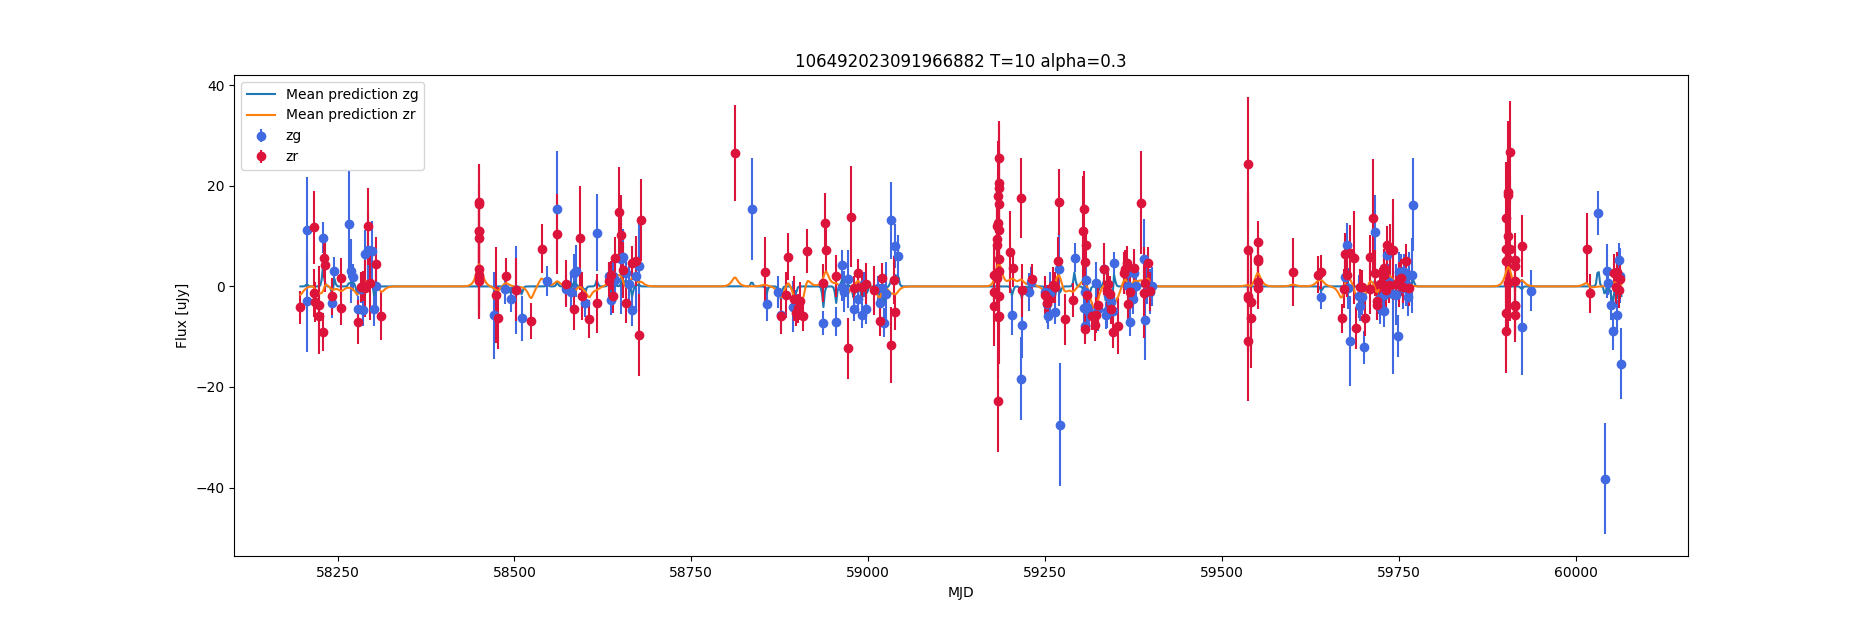 106492023091966882 T=10 alpha=0.3
Mean prediction zg
Mean prediction zr
zg
zr
40
20
0
−20
−40
Flux [uJy]
58250 58500 58750 59000 59250 59500 59750 60000
MJD